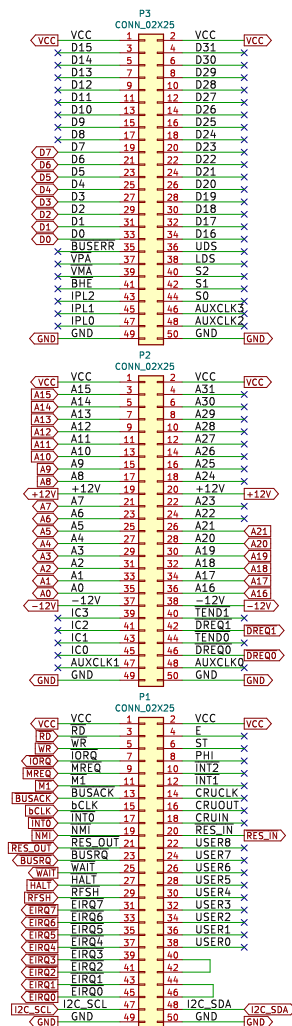 P3
CONN_02X25
VCC VCC 1 2 VCC VCC
D15 3 4 D31
D14 5 6 D30
D13 7 8 D29
D12 9 10 D28
D11 11 12 D27
D10 13 14 D26
D9 15 16 D25
D8 17 18 D24
D7 D7 19 20 D23
D6 D6 21 22 D22
D5 D5 23 24 D21
D4 D4 25 26 D20
D3 D3 27 28 D19
D2 D2 29 30 D18
D1 D1 31 32 D17
D0 D0 33 34 D16
BUSERR 35 36 UDS
VPA 37 38 LDS
VMA 39 40 S2
BHE 41 42 S1
IPL2 43 44 S0
IPL1 45 46 AUXCLK3
IPL0 47 48 AUXCLK2
GND GND 49 50 GND GND
P2
CONN_02X25
VCC VCC 1 2 VCC VCC
A15 A15 3 4 A31
A14 A14 5 6 A30
A13 A13 7 8 A29
A12 A12 9 10 A28
A11 A11 11 12 A27
A10 A10 13 14 A26
A9 A9 15 16 A25
A8 A8 17 18 A24
+12V +12V 19 20 +12V +12V
A7 A7 21 22 A23
A6 A6 23 24 A22
A5 A5 25 26 A21 A21
A4 A4 27 28 A20 A20
A3 A3 29 30 A19 A19
A2 A2 31 32 A18 A18
A1 A1 33 34 A17 A17
A0 A0 35 36 A16 A16
-12V -12V 37 38 -12V -12V
IC3 39 40 TEND1
IC2 41 42 DREQ1 DREQ1
IC1 43 44 TEND0
IC0 45 46 DREQ0 DREQ0
AUXCLK1 47 48 AUXCLK0
GND GND 49 50 GND GND
P1
CONN_02X25
VCC VCC 1 2 VCC VCC
RD RD 3 4 E
WR WR 5 6 ST
IORQ IORQ 7 8 PHI
MREQ MREQ 9 10 INT2
M1 M1 11 12 INT1
BUSACK BUSACK 13 14 CRUCLK
bCLK bCLK 15 16 CRUOUT
INT0 INT0 17 18 CRUIN
NMI NMI 19 20 RES_IN RES_IN
RES_OUT RES_OUT 21 22 USER8
BUSRQ BUSRQ 23 24 USER7
WAIT WAIT 25 26 USER6
HALT HALT 27 28 USER5
RFSH RFSH 29 30 USER4
EIRQ7 EIRQ7 31 32 USER3
EIRQ6 EIRQ6 33 34 USER2
EIRQ5 EIRQ5 35 36 USER1
EIRQ4 EIRQ4 37 38 USER0
EIRQ3 EIRQ3 39 40
EIRQ2 EIRQ2 41 42
EIRQ1 EIRQ1 43 44
EIRQ0 EIRQ0 45 46
I2C_SCL I2C_SCL 47 48 I2C_SDA I2C_SDA
GND GND 49 50 GND GND